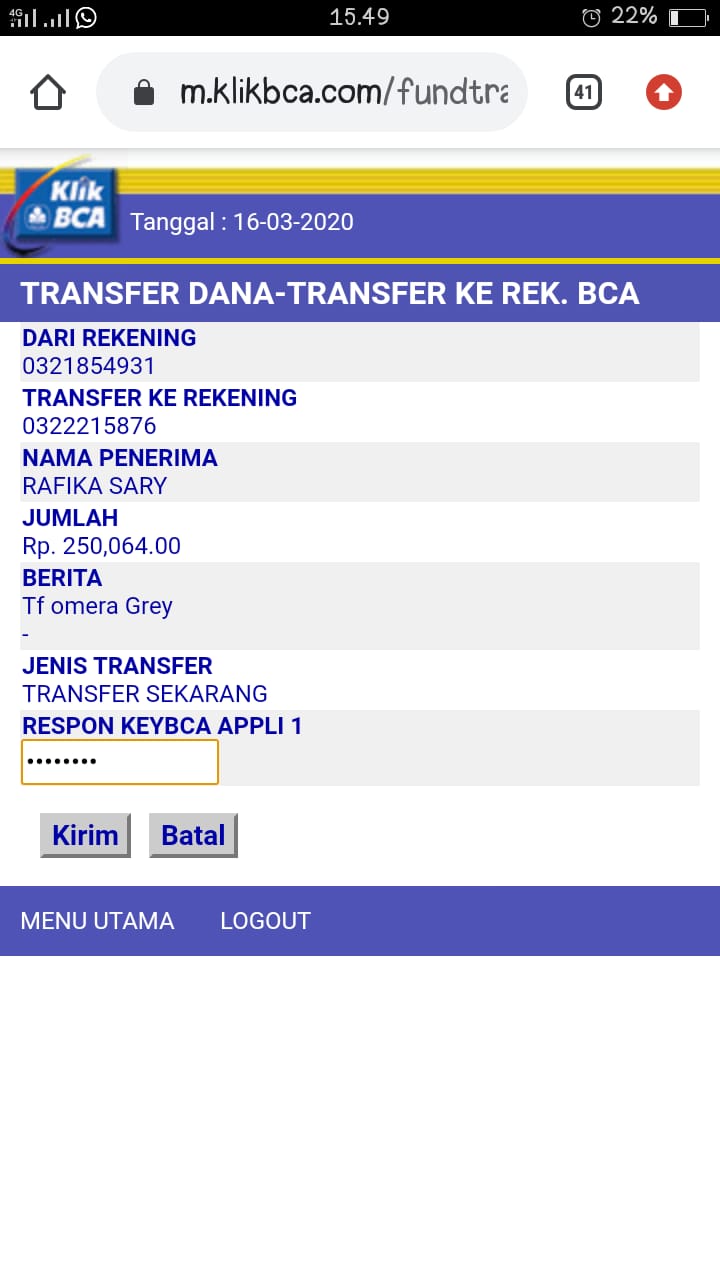 4G 15.49 22%
m.klikbca.com/fundtra 41
Klik
BCA
Tanggal : 16-03-2020
TRANSFER DANA-TRANSFER KE REK. BCA
DARI REKENING
0321854931
TRANSFER KE REKENING
0322215876
NAMA PENERIMA
RAFIKA SARY
JUMLAH
Rp. 250,064.00
BERITA
Tf omera Grey
-
JENIS TRANSFER
TRANSFER SEKARANG
RESPON KEYBCA APPLI 1
••••••••
Kirim Batal
MENU UTAMA LOGOUT